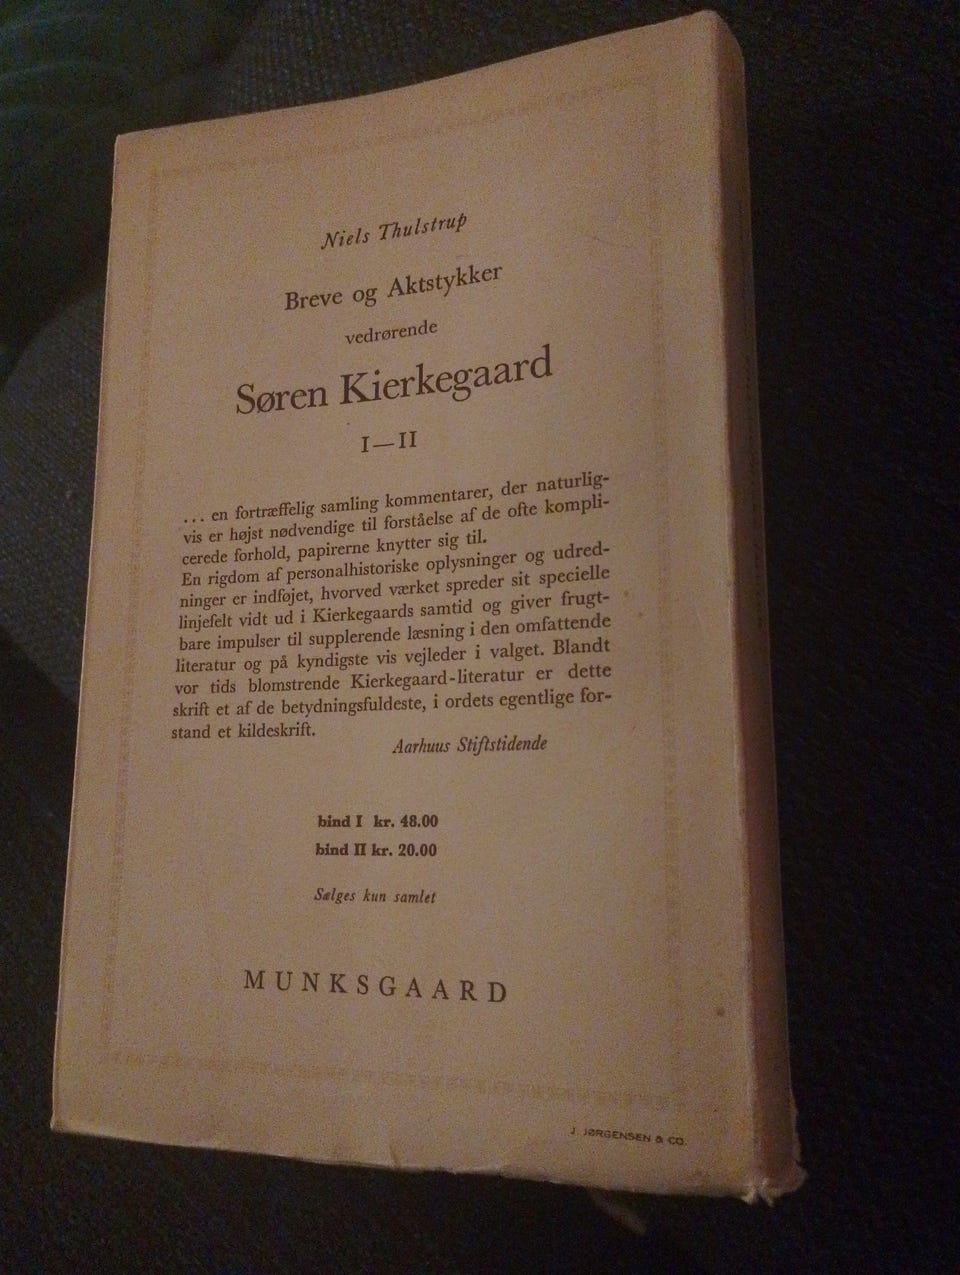 Niels Thulstrup
Breve og Aktstykker
vedrørende
Søren Kierkegaard
I—II
... en fortræffelig samling kommentarer, der naturlig-
vis er højst nødvendige til forståelse af de ofte kompli-
cerede forhold, papirerne knytter sig til.
En rigdom af personalhistoriske oplysninger og udred-
ninger er indføjet, hvorved værket spreder sit specielle
linjefelt vidt ud i Kierkegaards samtid og giver frugt-
bare impulser til supplerende læsning i den omfattende
literatur og på kyndigste vis vejleder i valget. Blandt
vor tids blomstrende Kierkegaard-literatur er dette
skrift et af de betydningsfuldeste, i ordets egentlige for-
stand et kildeskrift.
Aarhuus Stiftstidende
bind I kr. 48.00
bind II kr. 20.00
Sælges kun samlet
MUNKSGAARD
J. JØRGENSEN & CO.